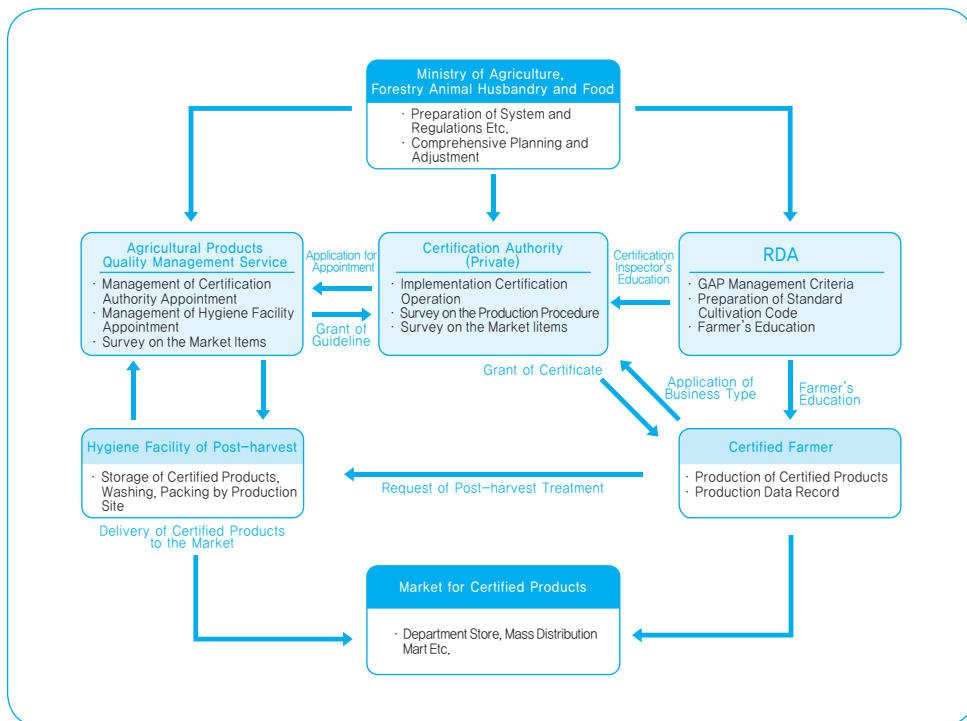 Ministry of Agriculture,
Forestry Animal Husbandry and Food
· Preparation of System and
Regulations Etc.
· Comprehensive Planning and
Adjustment
Agricultural Products
Quality Management Service
· Management of Certification
Authority Appointment
· Management of Hygiene Facility
Appointment
· Survey on the Market Items
Application for
Appointment
Grant of
Guideline
Certification Authority
(Private)
· Implementation Certification
Operation
· Survey on the Production Procedure
· Survey on the Market Iitems
Certification
Inspector's
Education
RDA
· GAP Management Criteria
· Preparation of Standard
Cultivation Code
· Farmer's Education
Grant of Certificate
Application of
Business Type
Farmer's
Education
Hygiene Facility of Post-harvest
· Storage of Certified Products,
Washing, Packing by Production
Site
Request of Post-harvest Treatment
Certified Farmer
· Production of Certified Products
· Production Data Record
Delivery of Certified Products
to the Market
Market for Certified Products
· Department Store, Mass Distribution
Mart Etc.